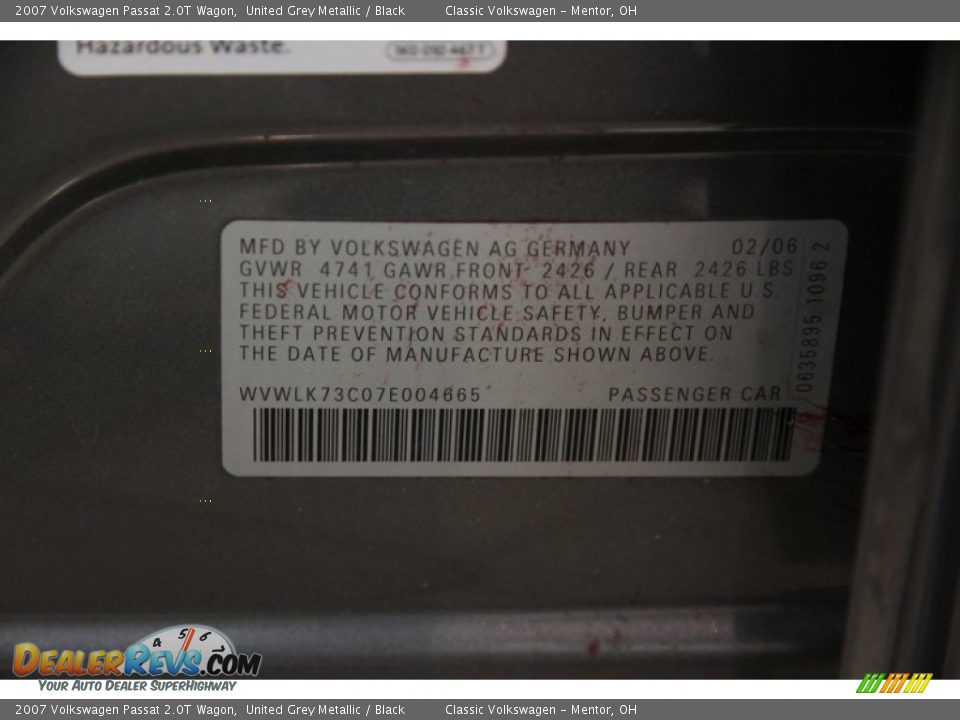 2007 Volkswagen Passat 2.0T Wagon, United Grey Metallic / Black Classic Volkswagen - Mentor, OH
Hazardous Waste.
MFD BY VOLKSWAGEN AG GERMANY 02/06
GVWR 4741 GAWR FRONT 2426 / REAR 2426 LBS
THIS VEHICLE CONFORMS TO ALL APPLICABLE U.S.
FEDERAL MOTOR VEHICLE SAFETY, BUMPER AND
THEFT PREVENTION STANDARDS IN EFFECT ON
THE DATE OF MANUFACTURE SHOWN ABOVE.
WVWLK73C07E004665 PASSENGER CAR
0635895 1096 2
4 5 6
DEALERREVS.COM
YOUR AUTO DEALER SUPERHIGHWAY
2007 Volkswagen Passat 2.0T Wagon, United Grey Metallic / Black Classic Volkswagen - Mentor, OH